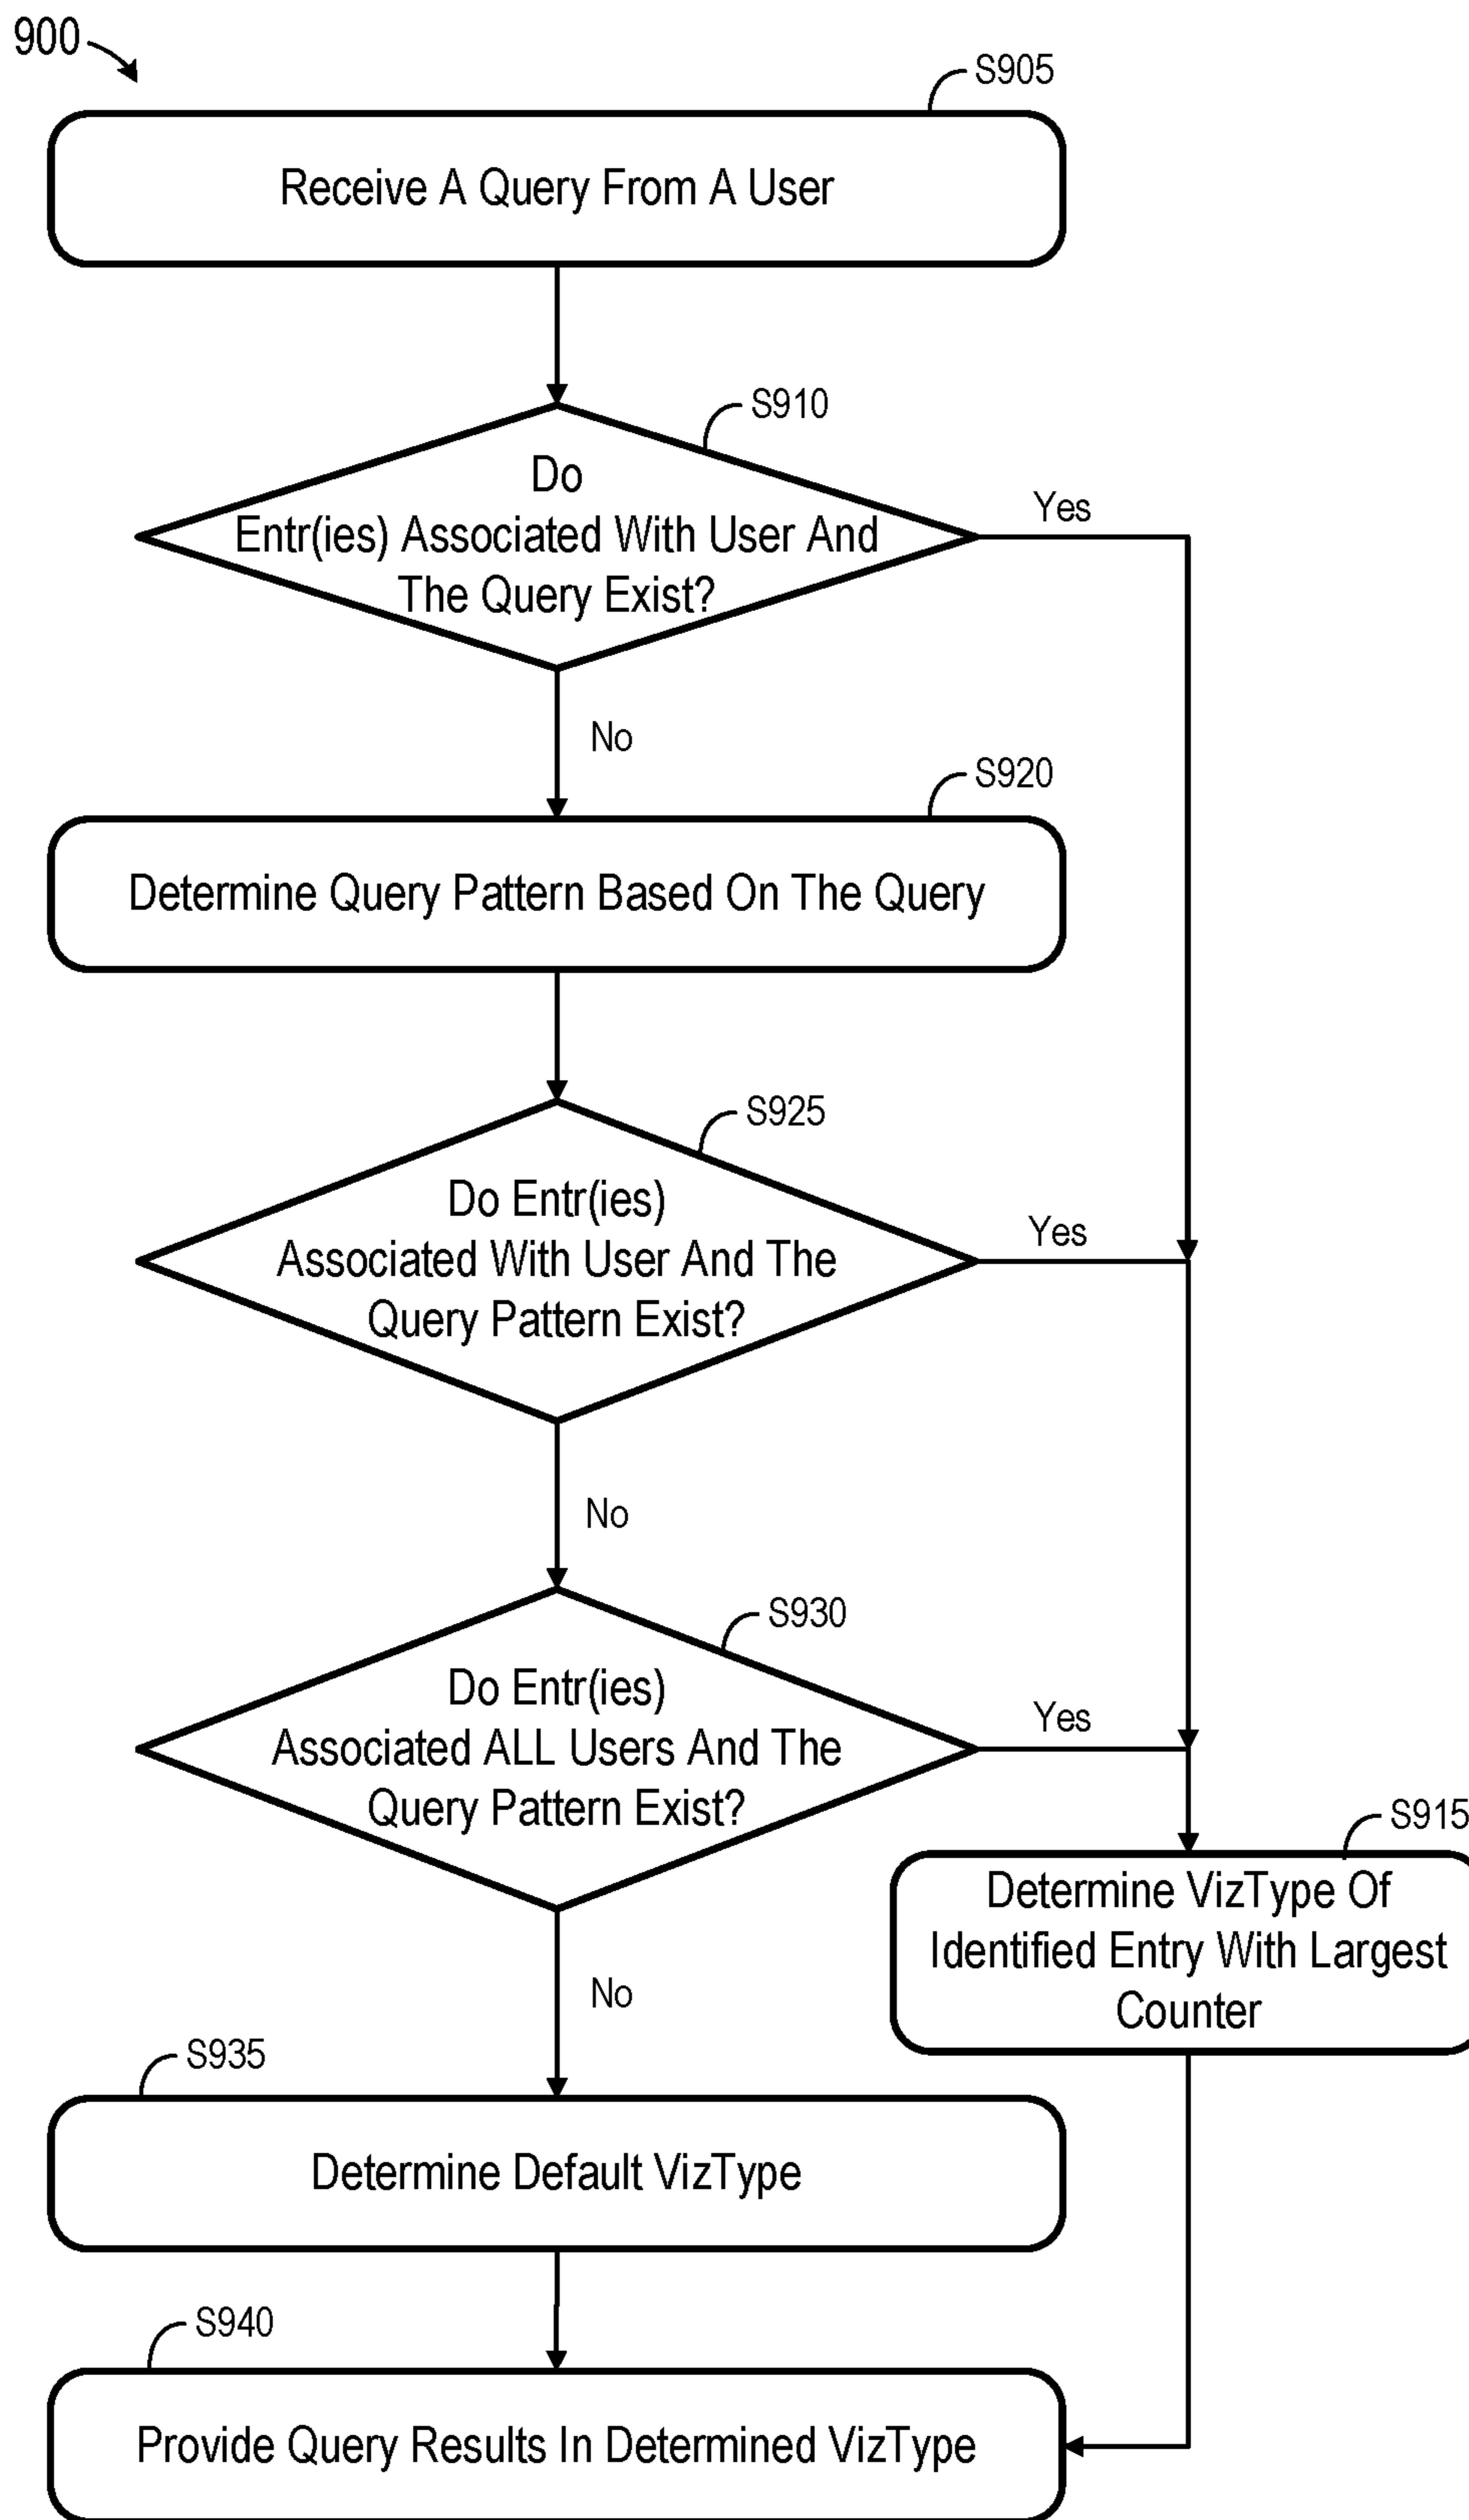 900
S905
Receive A Query From A User
S910
Do
Entr(ies) Associated With User And
The Query Exist?
Yes
No
S920
Determine Query Pattern Based On The Query
S925
Do Entr(ies)
Associated With User And The
Query Pattern Exist?
Yes
No
S930
Do Entr(ies)
Associated ALL Users And The
Query Pattern Exist?
Yes
S915
Determine VizType Of
Identified Entry With Largest
Counter
No
S935
Determine Default VizType
S940
Provide Query Results In Determined VizType